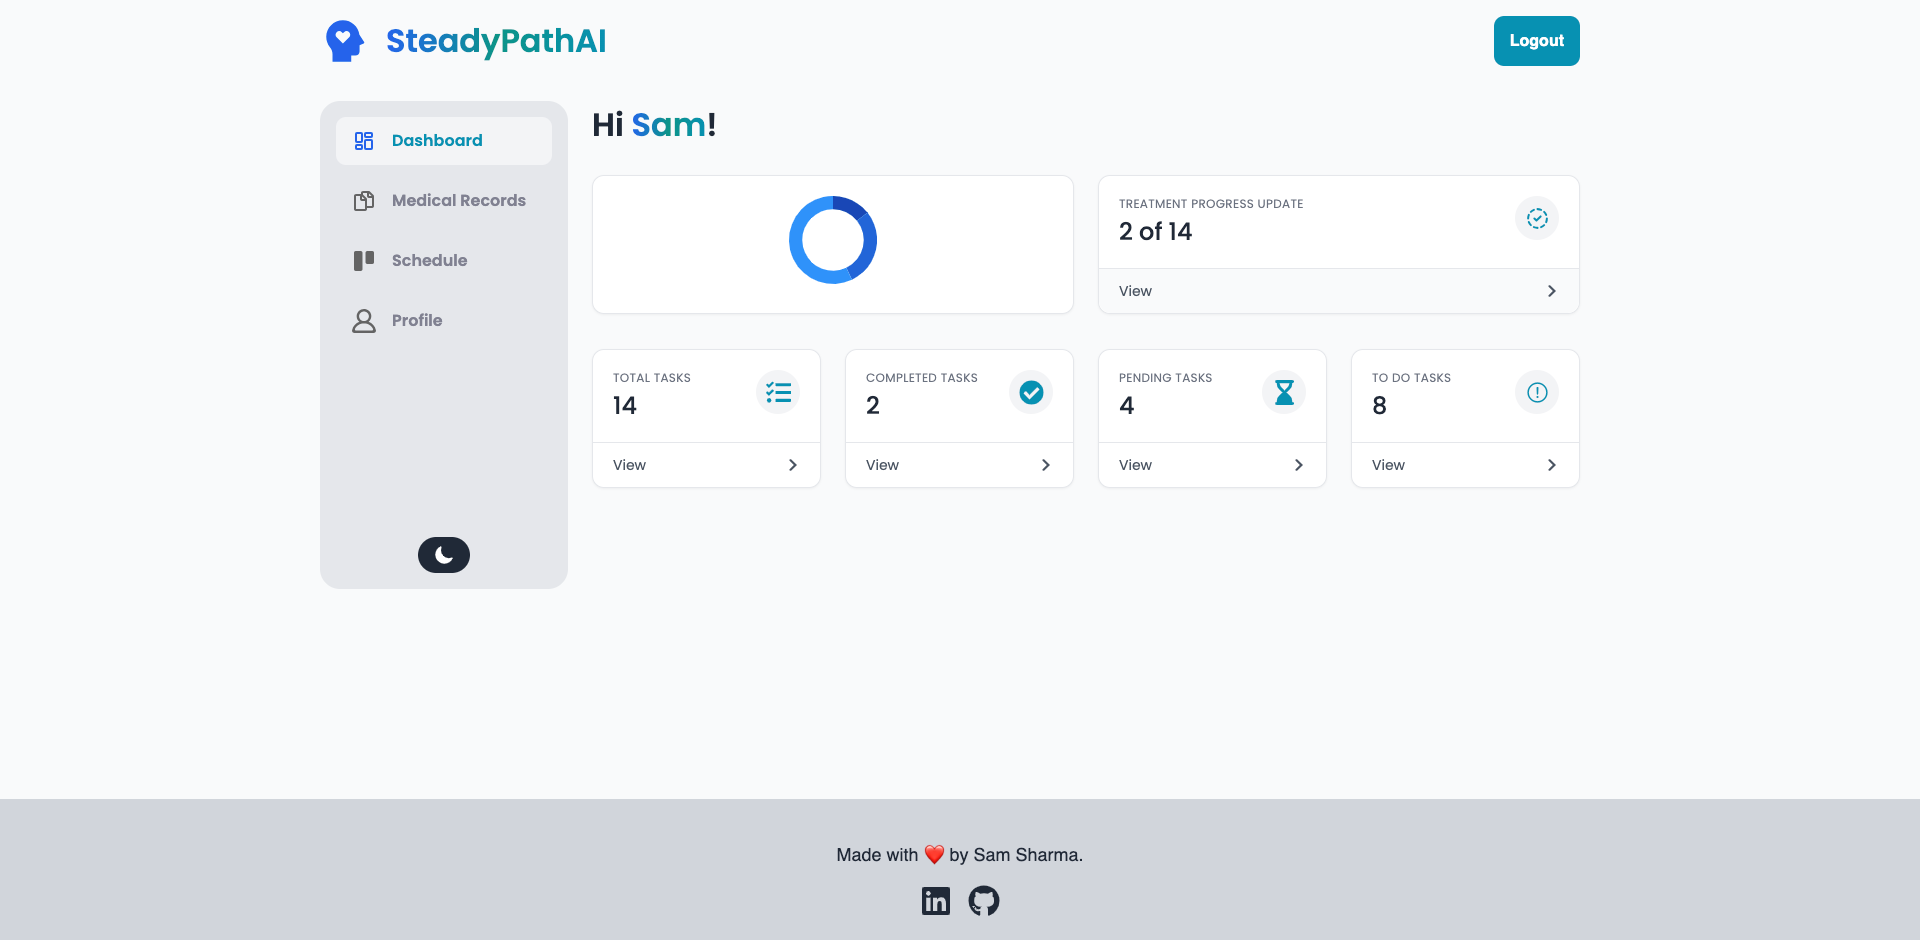 SteadyPathAI
Logout
Dashboard
Medical Records
Schedule
Profile
Hi Sam!
TREATMENT PROGRESS UPDATE
2 of 14
View
TOTAL TASKS
14
View
COMPLETED TASKS
2
View
PENDING TASKS
4
View
TO DO TASKS
8
View
Made with ❤️ by Sam Sharma.